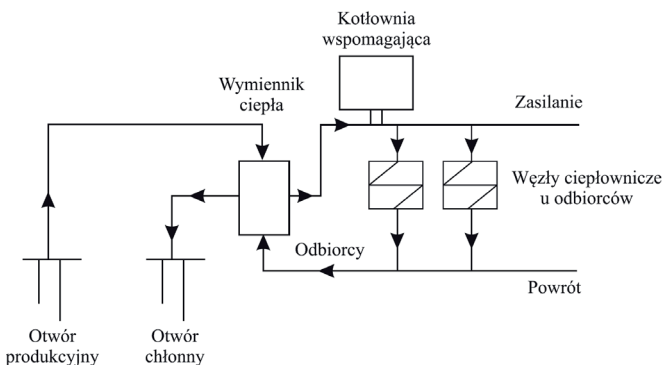 Kotłownia
wspomagająca
Wymiennik
ciepła
Zasilanie
Węzły ciepłownicze
u odbiorców
Odbiorcy
Powrót
Otwór
produkcyjny
Otwór
chłonny